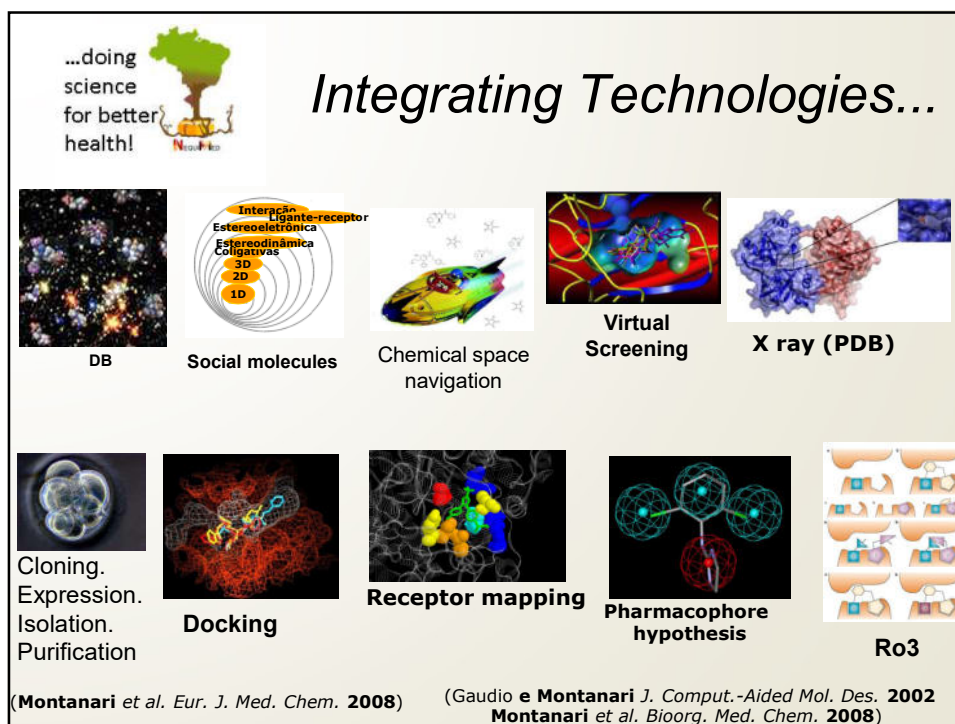 ...doing
science
for better
health!
NEQUIMED
Integrating Technologies...
Interação
Ligante-receptor
Estereoeletrônica
Estereodinâmica
Coligativas
3D
2D
1D
DB
Social molecules
Chemical space
navigation
Virtual
Screening
X ray (PDB)
Cloning.
Expression.
Isolation.
Purification
Docking
Receptor mapping
Pharmacophore
hypothesis
Ro3
(Montanari et al. Eur. J. Med. Chem. 2008)
(Gaudio e Montanari J. Comput.-Aided Mol. Des. 2002
Montanari et al. Bioorg. Med. Chem. 2008)